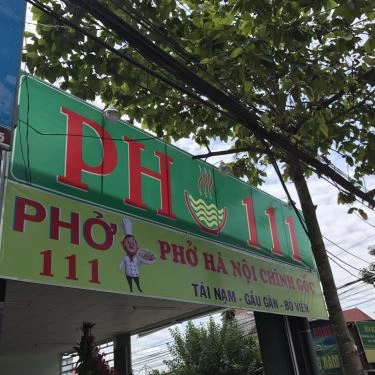 PH 111
PHỞ 111
PHỞ HÀ NỘI CHÍNH GỐC
TÁI NẠM - GẦU GÂN - BÒ VIÊN